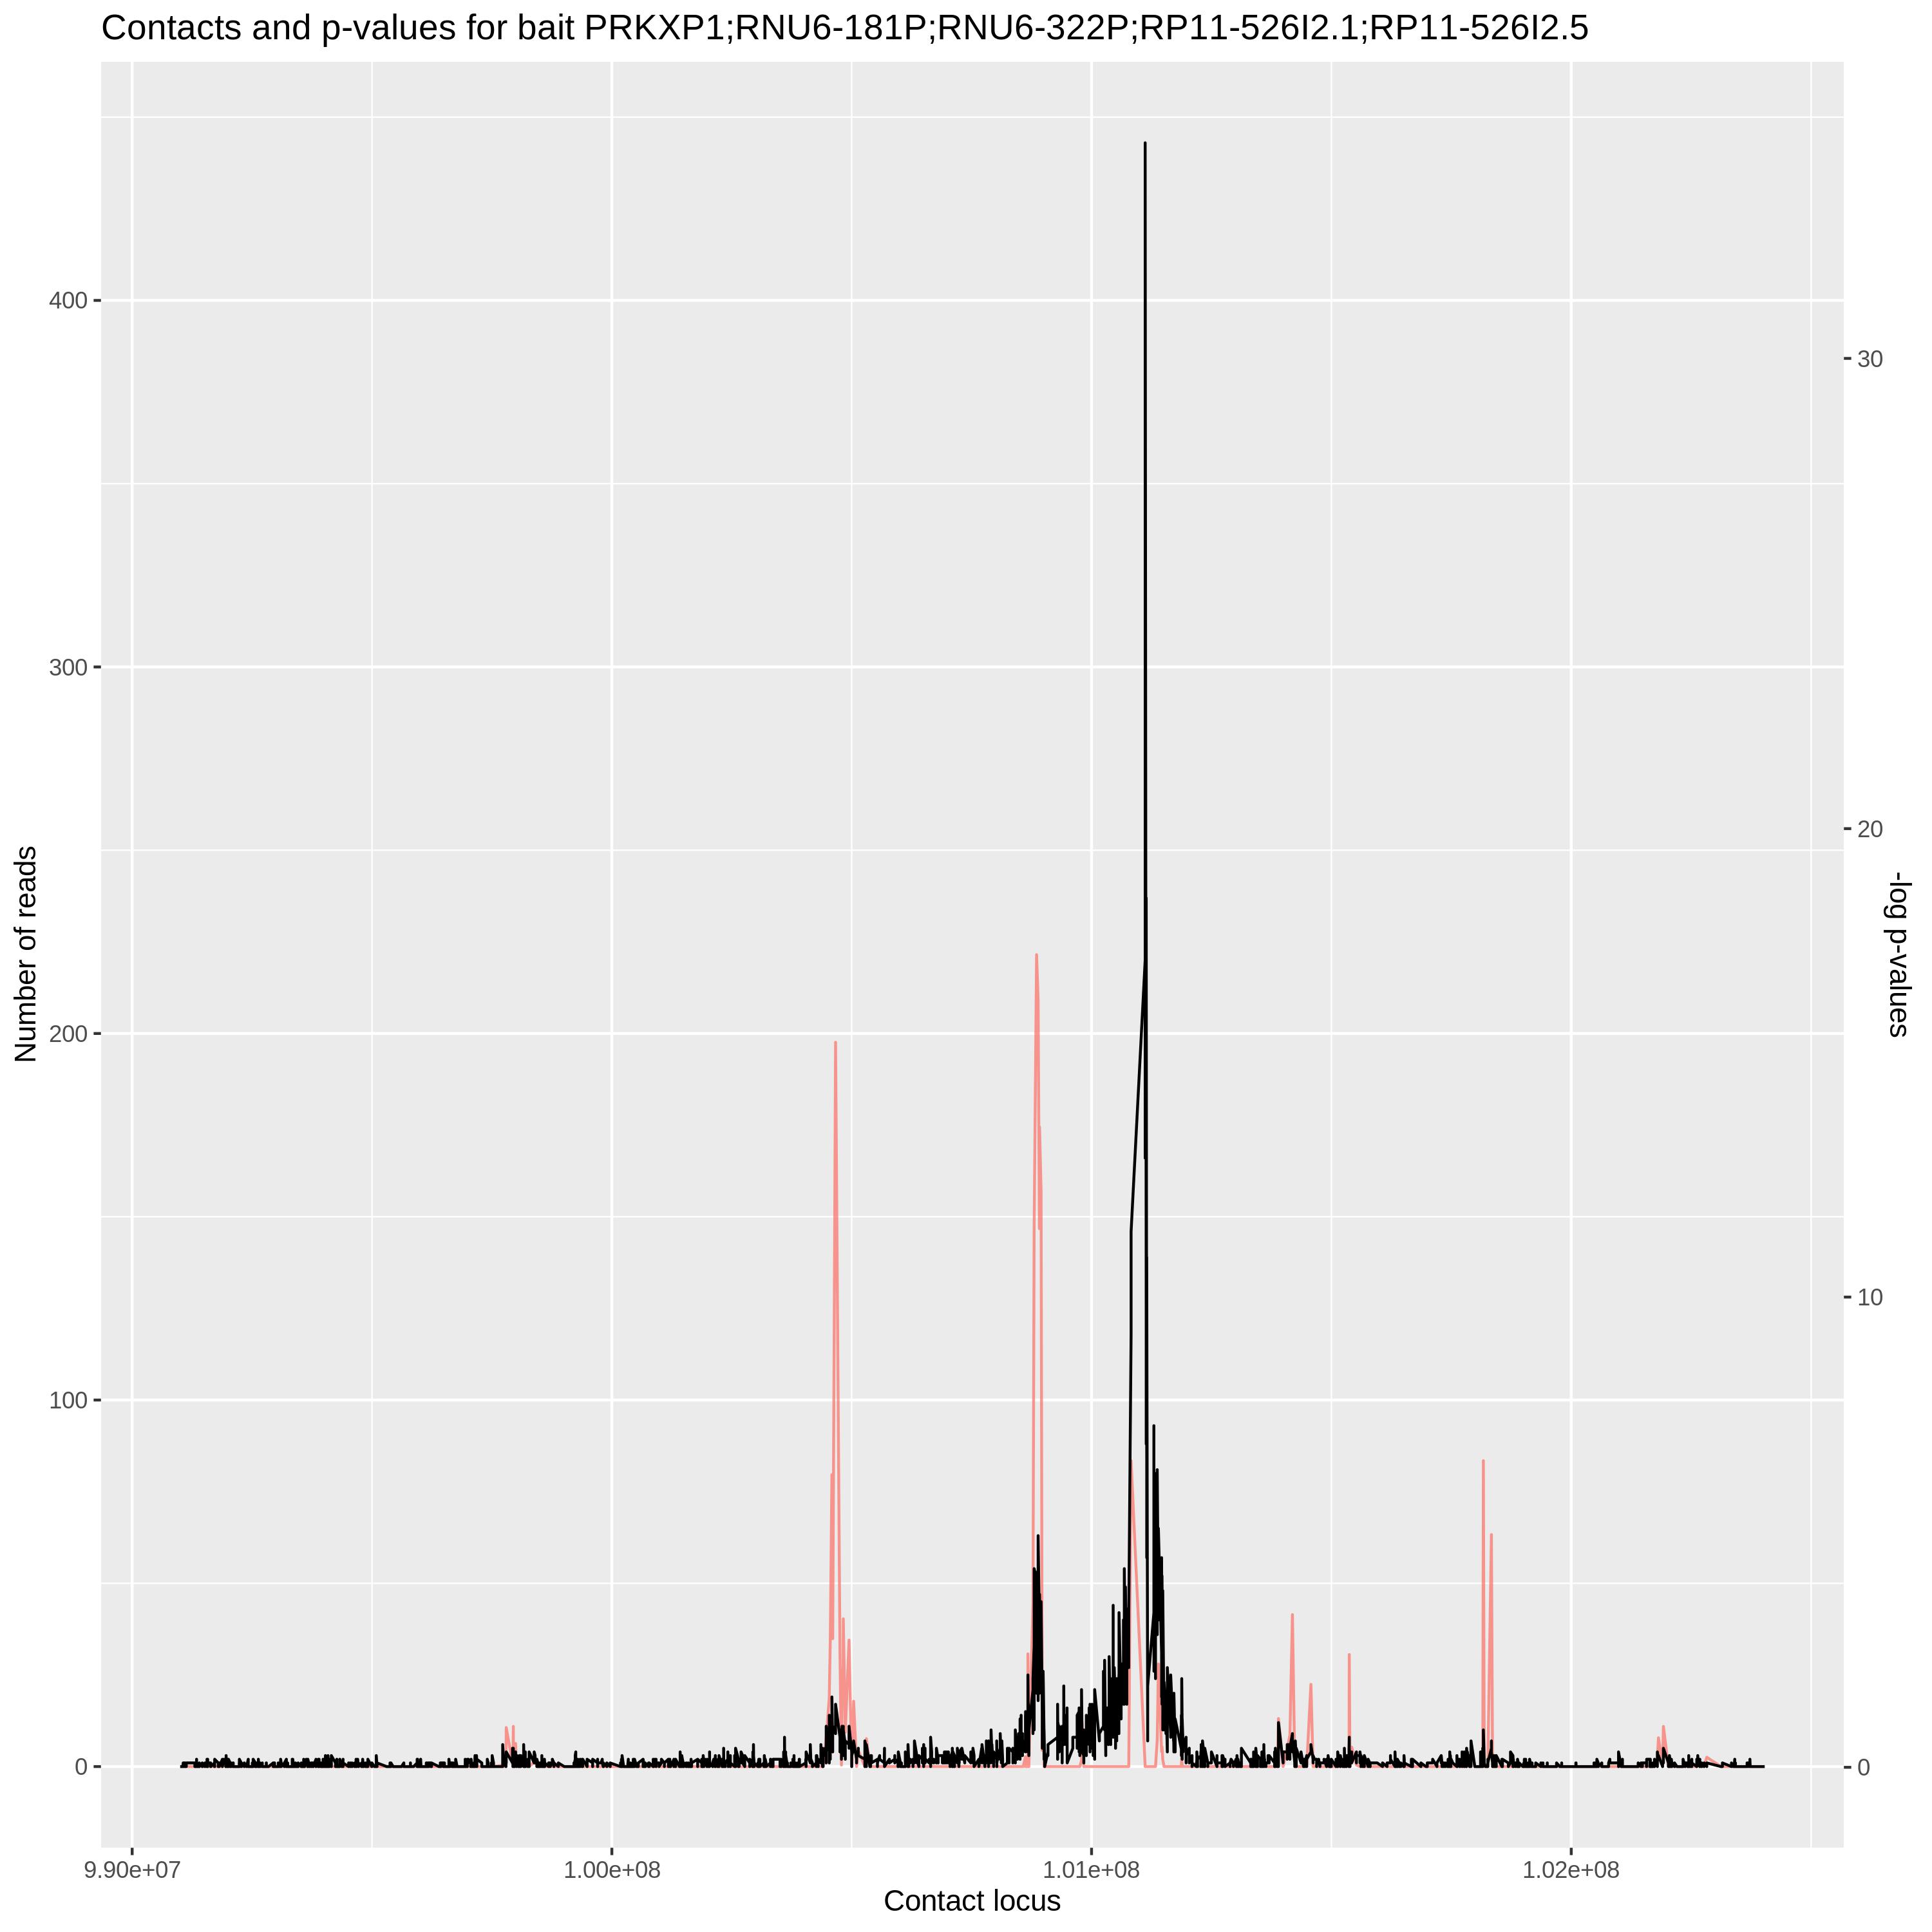 Contacts and p-values for bait PRKXP1;RNU6-181P;RNU6-322P;RP11-526I2.1;RP11-526I2.5
400
300
200
100
0
Number of reads
30
20
10
0
-log p-values
9.90e+07
1.00e+08
1.01e+08
1.02e+08
Contact locus